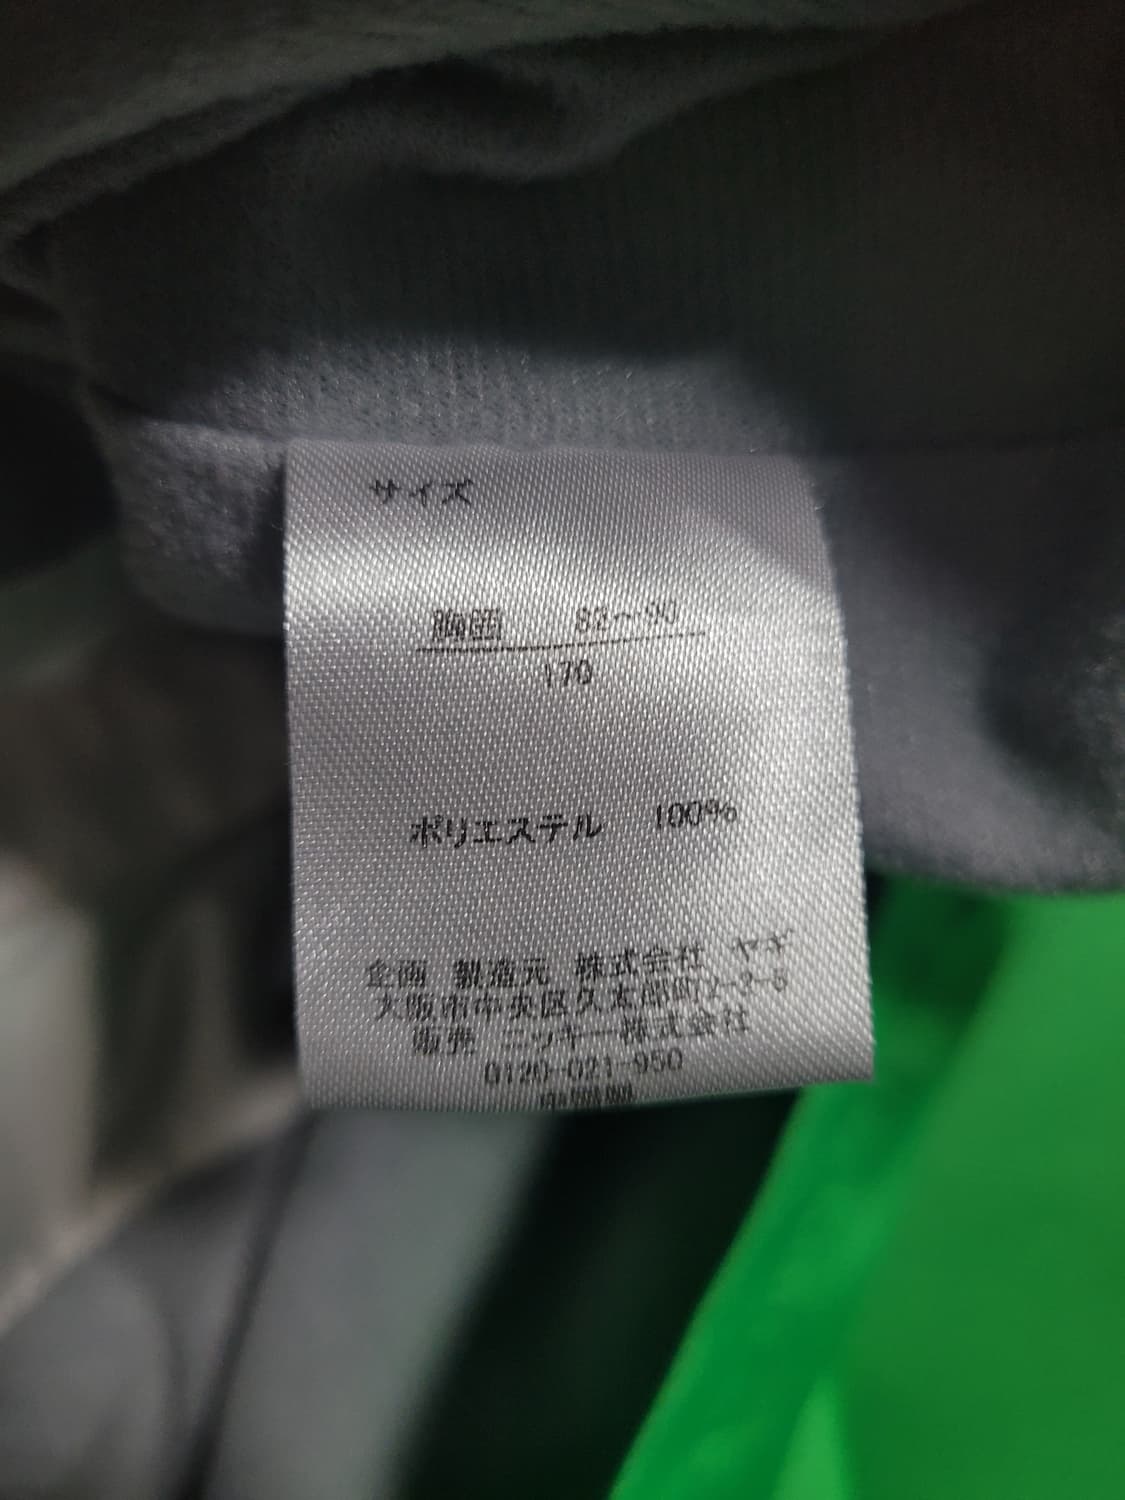 サイズ
胸囲 82〜90
170
ポリエステル 100%
企画 製造元 株式会社 ヤギ
大阪市中央区久太郎町2-2-8
販売 ニッキー株式会社
0120-021-950